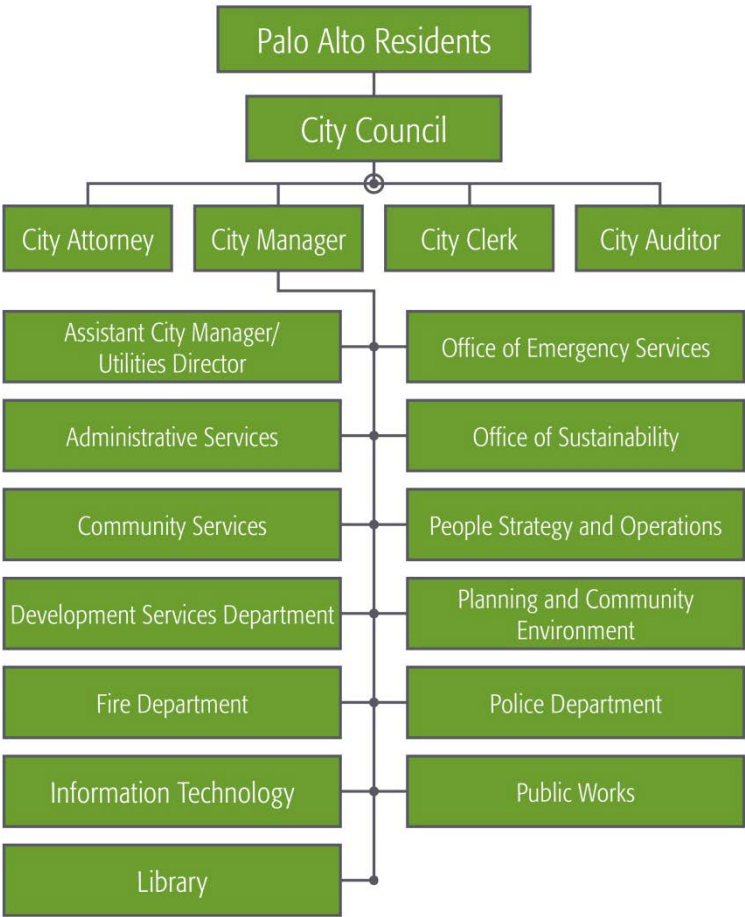 Palo Alto Residents
City Council
City Attorney
City Manager
City Clerk
City Auditor
Assistant City Manager/
Utilities Director
Office of Emergency Services
Administrative Services
Office of Sustainability
Community Services
People Strategy and Operations
Development Services Department
Planning and Community
Environment
Fire Department
Police Department
Information Technology
Public Works
Library